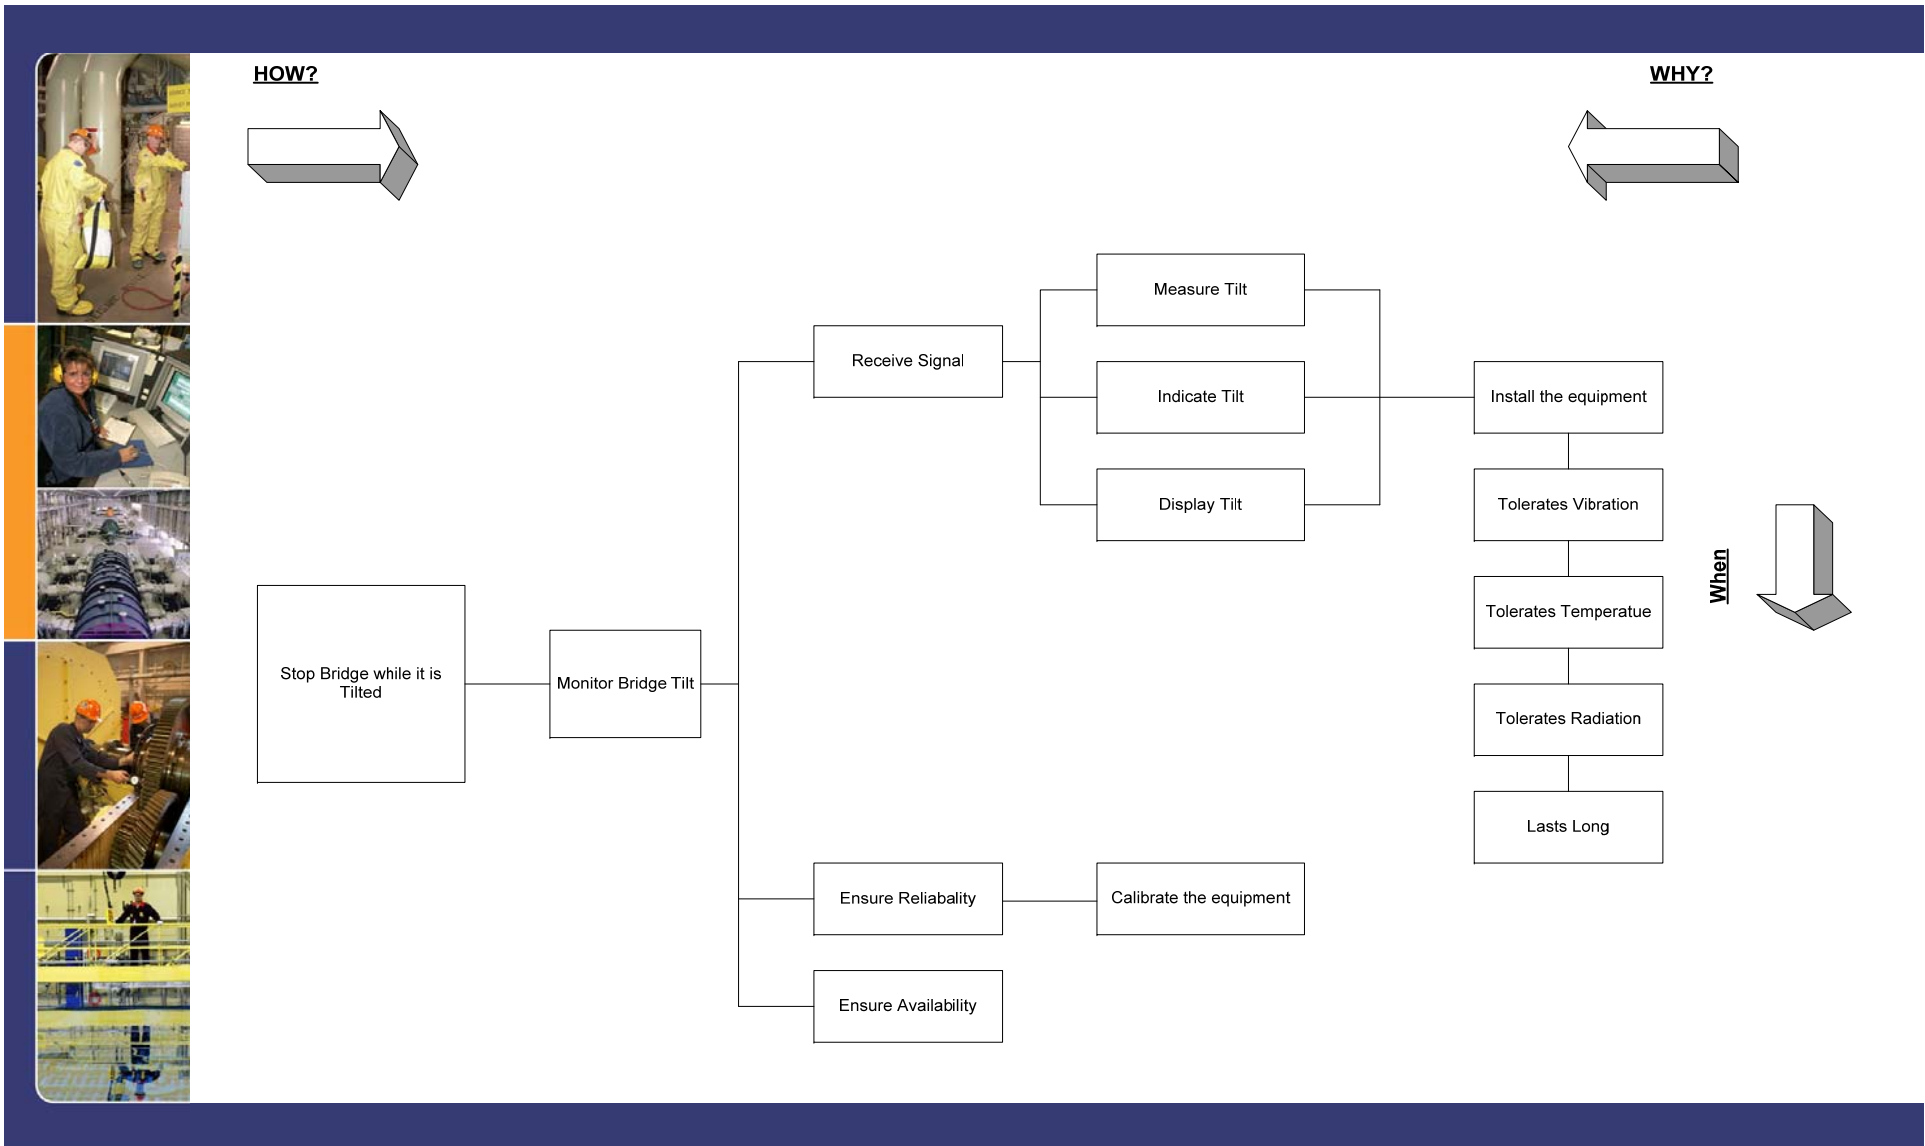 HOW?
WHY?
Measure Tilt
Receive Signal
Indicate Tilt
Install the equipment
Display Tilt
Tolerates Vibration
When
Tolerates Temperatue
Stop Bridge while it is
Tilted
Monitor Bridge Tilt
Tolerates Radiation
Lasts Long
Ensure Reliabality
Calibrate the equipment
Ensure Availability